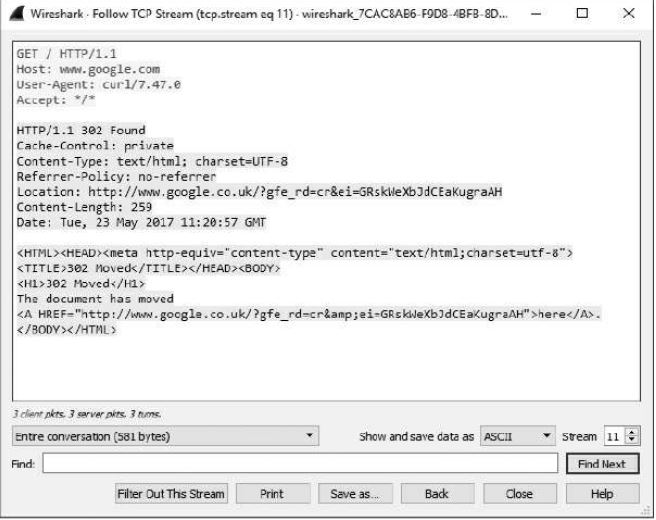 Wireshark · Follow TCP Stream (tcp.stream eq 11) · wireshark_7CAC8AB6-F9D8-4BFB-8D...
GET / HTTP/1.1
Host: www.google.com
User-Agent: curl/7.47.0
Accept: */*
HTTP/1.1 302 Found
Cache-Control: private
Content-Type: text/html; charset=UTF-8
Referrer-Policy: no-referrer
Location: http://www.google.co.uk/?gfe_rd=cr&ei=GRskWeXbJdCEaKugraAH
Content-Length: 259
Date: Tue, 23 May 2017 11:20:57 GMT
<HTML><HEAD><meta http-equiv="content-type" content="text/html;charset=utf-8">
<TITLE>302 Moved</TITLE></HEAD><BODY>
<H1>302 Moved</H1>
The document has moved
<A HREF="http://www.google.co.uk/?gfe_rd=cr&amp;ei=GRskWeXbJdCEaKugraAH">here</A>.
</BODY></HTML>
3 client pkts, 3 server pkts, 3 turns.
Entire conversation (581 bytes) Show and save data as ASCII Stream 11
Find: Find Next
Filter Out This Stream Print Save as... Back Close Help